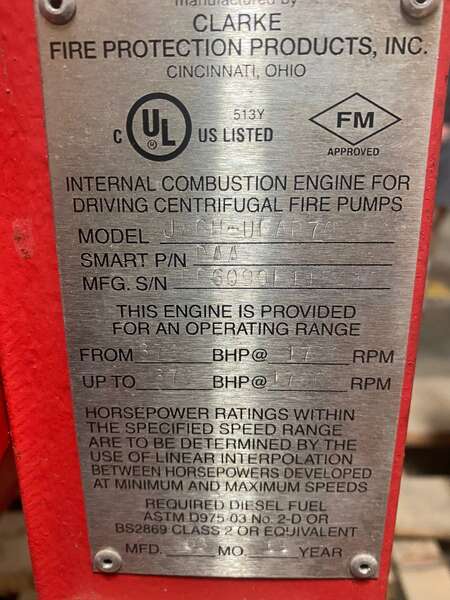 manufactured by
CLARKE
FIRE PROTECTION PRODUCTS, INC.
CINCINNATI, OHIO
513Y
C UL ® US LISTED
FM
APPROVED
INTERNAL COMBUSTION ENGINE FOR
DRIVING CENTRIFUGAL FIRE PUMPS
MODEL
SMART P/N
MFG. S/N
THIS ENGINE IS PROVIDED
FOR AN OPERATING RANGE
FROM BHP@ RPM
UP TO BHP@ RPM
HORSEPOWER RATINGS WITHIN
THE SPECIFIED SPEED RANGE
ARE TO BE DETERMINED BY THE
USE OF LINEAR INTERPOLATION
BETWEEN HORSEPOWERS DEVELOPED
AT MINIMUM AND MAXIMUM SPEEDS
REQUIRED DIESEL FUEL
ASTM D975-03 No. 2-D OR
BS2869 CLASS 2 OR EQUIVALENT
MFD. MO. YEAR